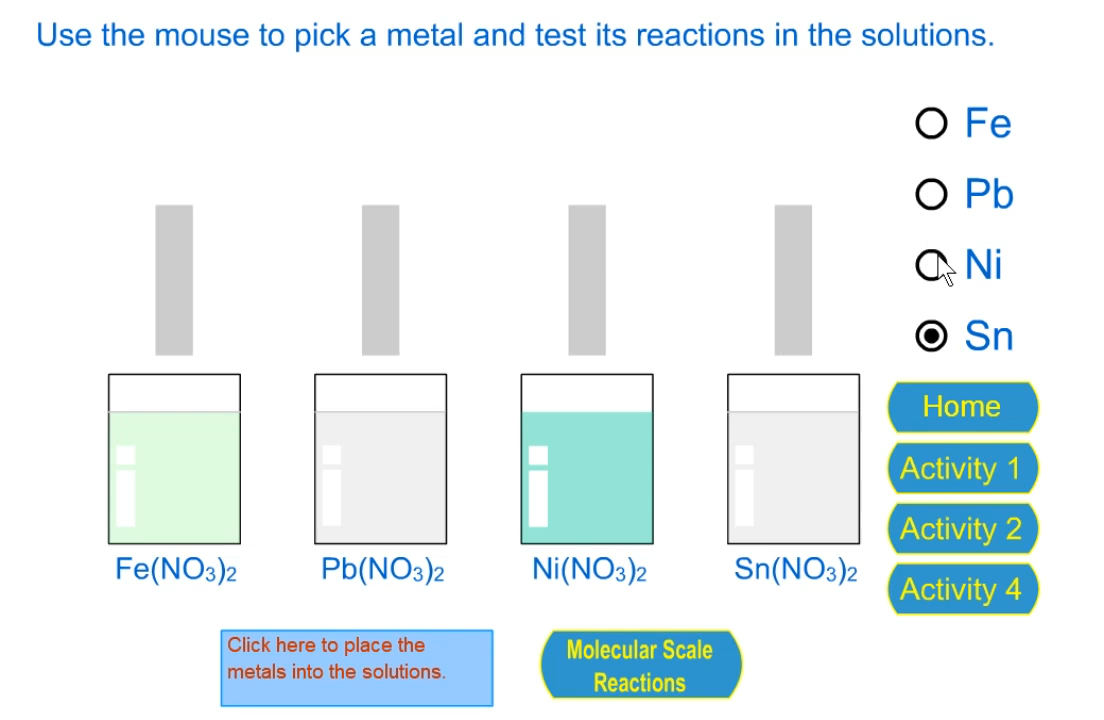 Use the mouse to pick a metal and test its reactions in the solutions.
Fe
Pb
Ni
Sn
Home
Activity 1
Activity 2
Activity 4
Fe(NO3)2
Pb(NO3)2
Ni(NO3)2
Sn(NO3)2
Click here to place the
metals into the solutions.
Molecular Scale
Reactions